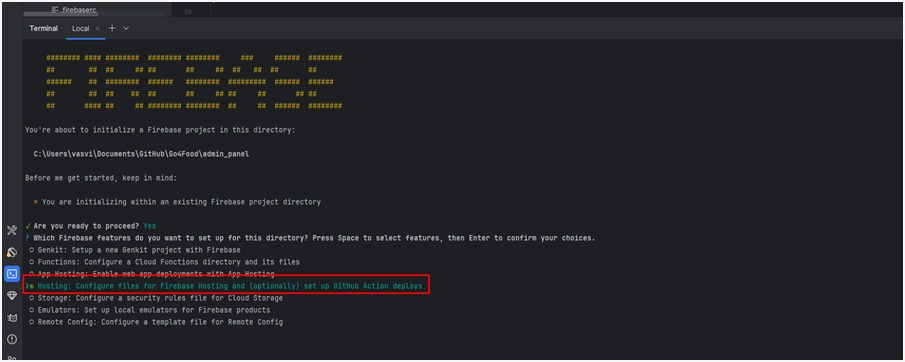 .firebaserc
36
Terminal Local × + ∨
######## #### ######## ######## ######## ### ###### ########
## ## ## ## ## ## ## ## ## ## ##
###### ## ######## ###### ######## ######### ###### ######
## ## ## ## ## ## ## ## ## ## ##
## #### ## ## ######## ######## ## ## ###### ########
You're about to initialize a Firebase project in this directory:
C:\Users\vasvi\Documents\GitHub\Go4Food\admin_panel
Before we get started, keep in mind:
* You are initializing within an existing Firebase project directory
✓ Are you ready to proceed? Yes
? Which Firebase features do you want to set up for this directory? Press Space to select features, then Enter to confirm your choices.
○ Genkit: Setup a new Genkit project with Firebase
○ Functions: Configure a Cloud Functions directory and its files
○ App Hosting: Enable web app deployments with App Hosting
❯◉ Hosting: Configure files for Firebase Hosting and (optionally) set up GitHub Action deploys
○ Storage: Configure a security rules file for Cloud Storage
○ Emulators: Set up local emulators for Firebase products
○ Remote Config: Configure a template file for Remote Config